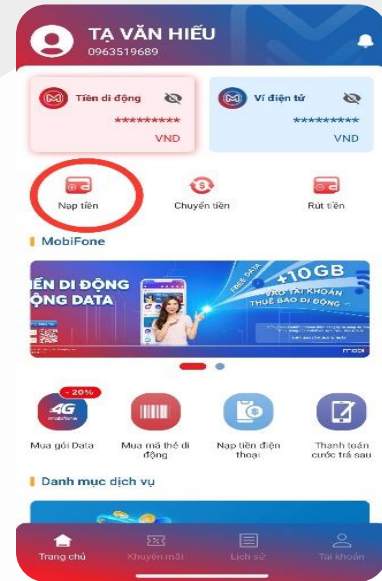 TẠ VĂN HIẾU
0963519689
Tiền di động
*********
VND
Ví điện tử
*********
VND
Nạp tiền
Chuyển tiền
Rút tiền
MobiFone
IỀN DI ĐỘNG
ỘNG DATA
FREE DATA
+10GB
VÀO TÀI KHOẢN
THUÊ BAO DI ĐỘNG
mobi
- 20%
4G
Mua gói Data
Mua mã thẻ di động
Nạp tiền điện thoại
Thanh toán cước trả sau
Danh mục dịch vụ
Trang chủ
Khuyến mãi
Lịch sử
Tài khoản